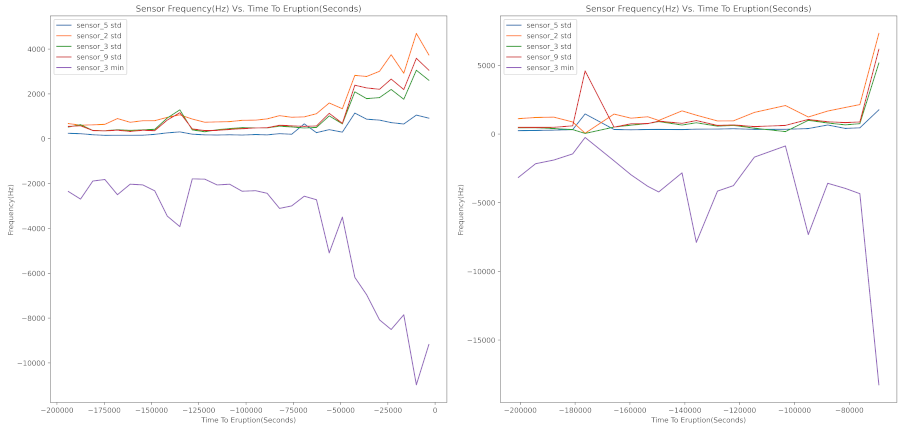 Sensor Frequency(Hz) Vs. Time To Eruption(Seconds)
sensor_5 std
sensor_2 std
sensor_3 std
sensor_9 std
sensor_3 min
4000
2000
0
−2000
−4000
−6000
−8000
−10000
Frequency(Hz)
−200000 −175000 −150000 −125000 −100000 −75000 −50000 −25000 0
Time To Eruption(Seconds)
Sensor Frequency(Hz) Vs. Time To Eruption(Seconds)
sensor_5 std
sensor_2 std
sensor_3 std
sensor_9 std
sensor_3 min
5000
0
−5000
−10000
−15000
Frequency(Hz)
−200000 −180000 −160000 −140000 −120000 −100000 −80000
Time To Eruption(Seconds)